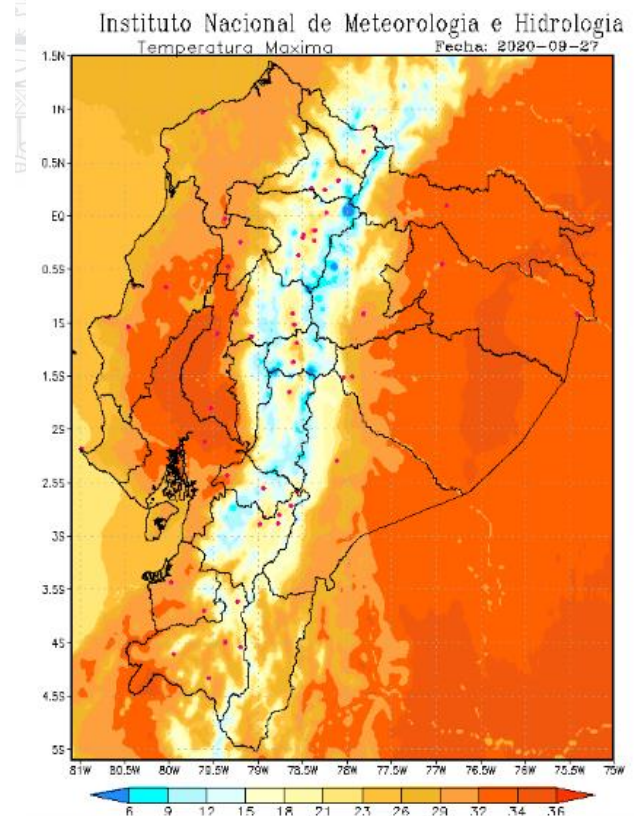 Instituto Nacional de Meteorologia e Hidrologia
Temperatura Maxima Fecha: 2020-09-27
1.5N
1N
0.5N
EQ
0.5S
1S
1.5S
2S
2.5S
3S
3.5S
4S
4.5S
5S
81W 80.5W 80W 79.5W 79W 78.5W 78W 77.5W 77W 76.5W 76W 75.5W 75W
6 9 12 15 18 21 23 26 29 32 34 36